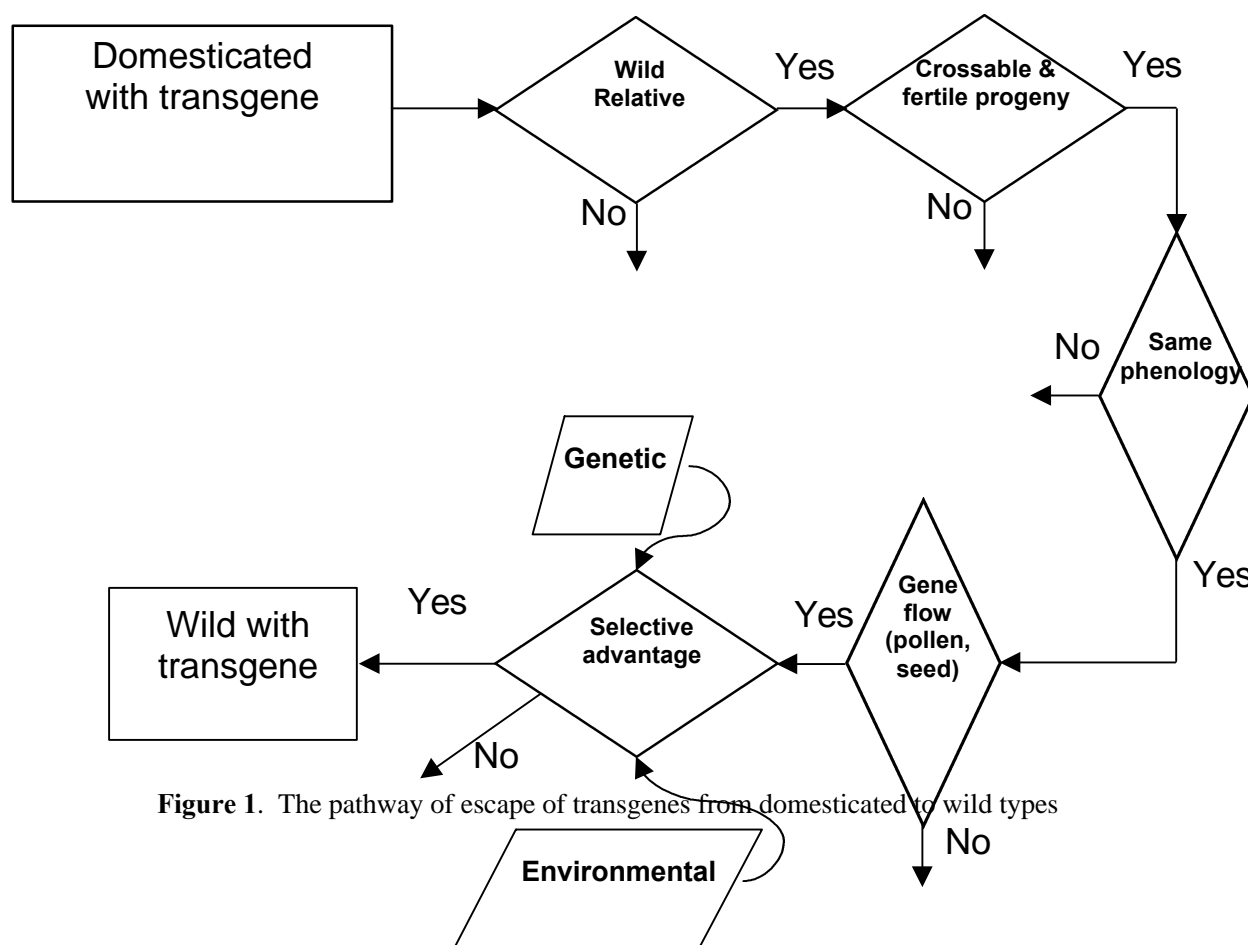 Domesticated
with transgene
Wild
Relative
Yes
Crossable &
fertile progeny
Yes
No
No
Same
phenology
No
Yes
Genetic
Gene
flow
(pollen,
seed)
Yes
Selective
advantage
Yes
Wild with
transgene
No
Figure 1. The pathway of escape of transgenes from domesticated to wild types
No
Environmental